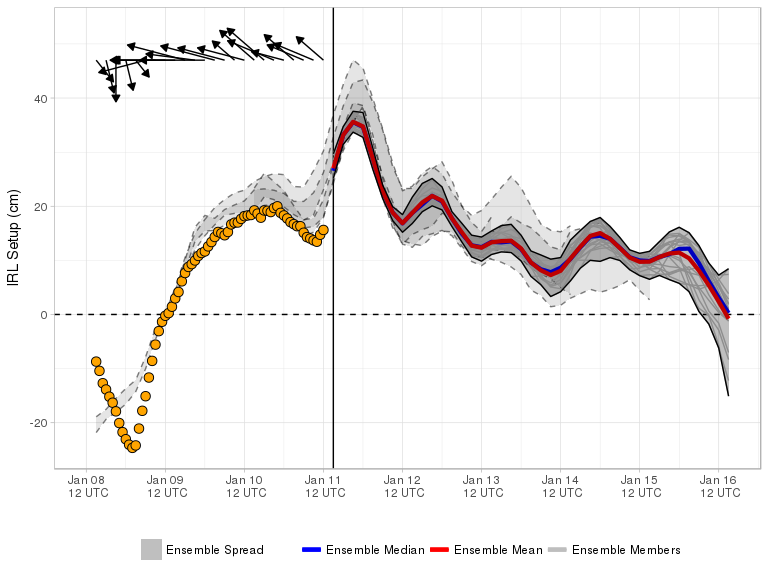 IRL Setup (cm)
40
20
0
-20
Jan 08 Jan 09 Jan 10 Jan 11 Jan 12 Jan 13 Jan 14 Jan 15 Jan 16
12 UTC 12 UTC 12 UTC 12 UTC 12 UTC 12 UTC 12 UTC 12 UTC 12 UTC
Ensemble Spread Ensemble Median Ensemble Mean Ensemble Members